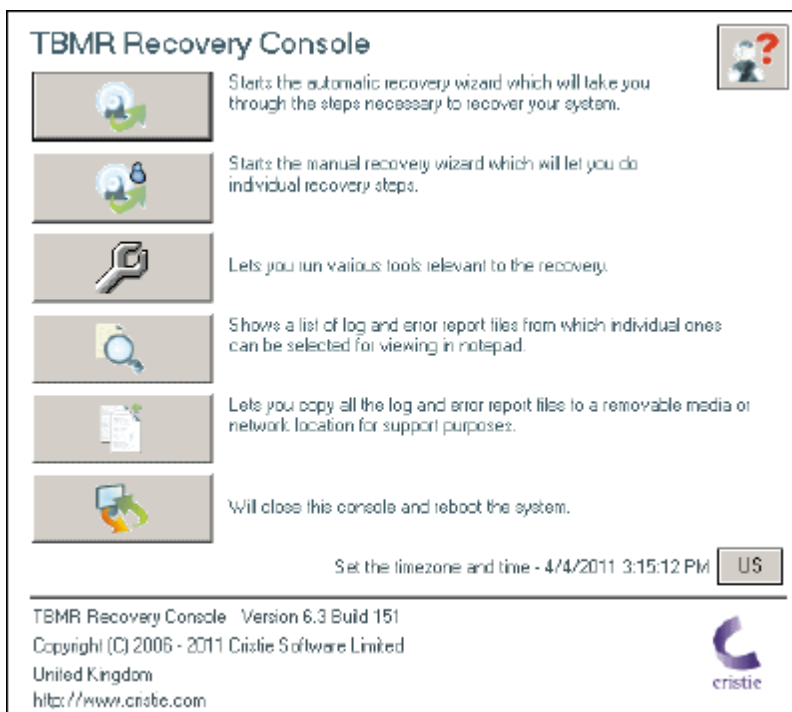 TBMR Recovery Console
Starts the automatic recovery wizard which will take you
through the steps necessary to recover your system.
Starts the manual recovery wizard which will let you do
individual recovery steps.
Lets you run various tools relevant to the recovery.
Shows a list of log and error report files from which individual ones
can be selected for viewing in notepad.
Lets you copy all the log and error report files to a removable media or
network location for support purposes.
Will close this console and reboot the system.
Set the timezone and time - 4/4/2011 3:15:12 PM US
TBMR Recovery Console Version 6.3 Build 151
Copyright (C) 2006 - 2011 Cristie Software Limited
United Kingdom
http://www.cristie.com
cristie